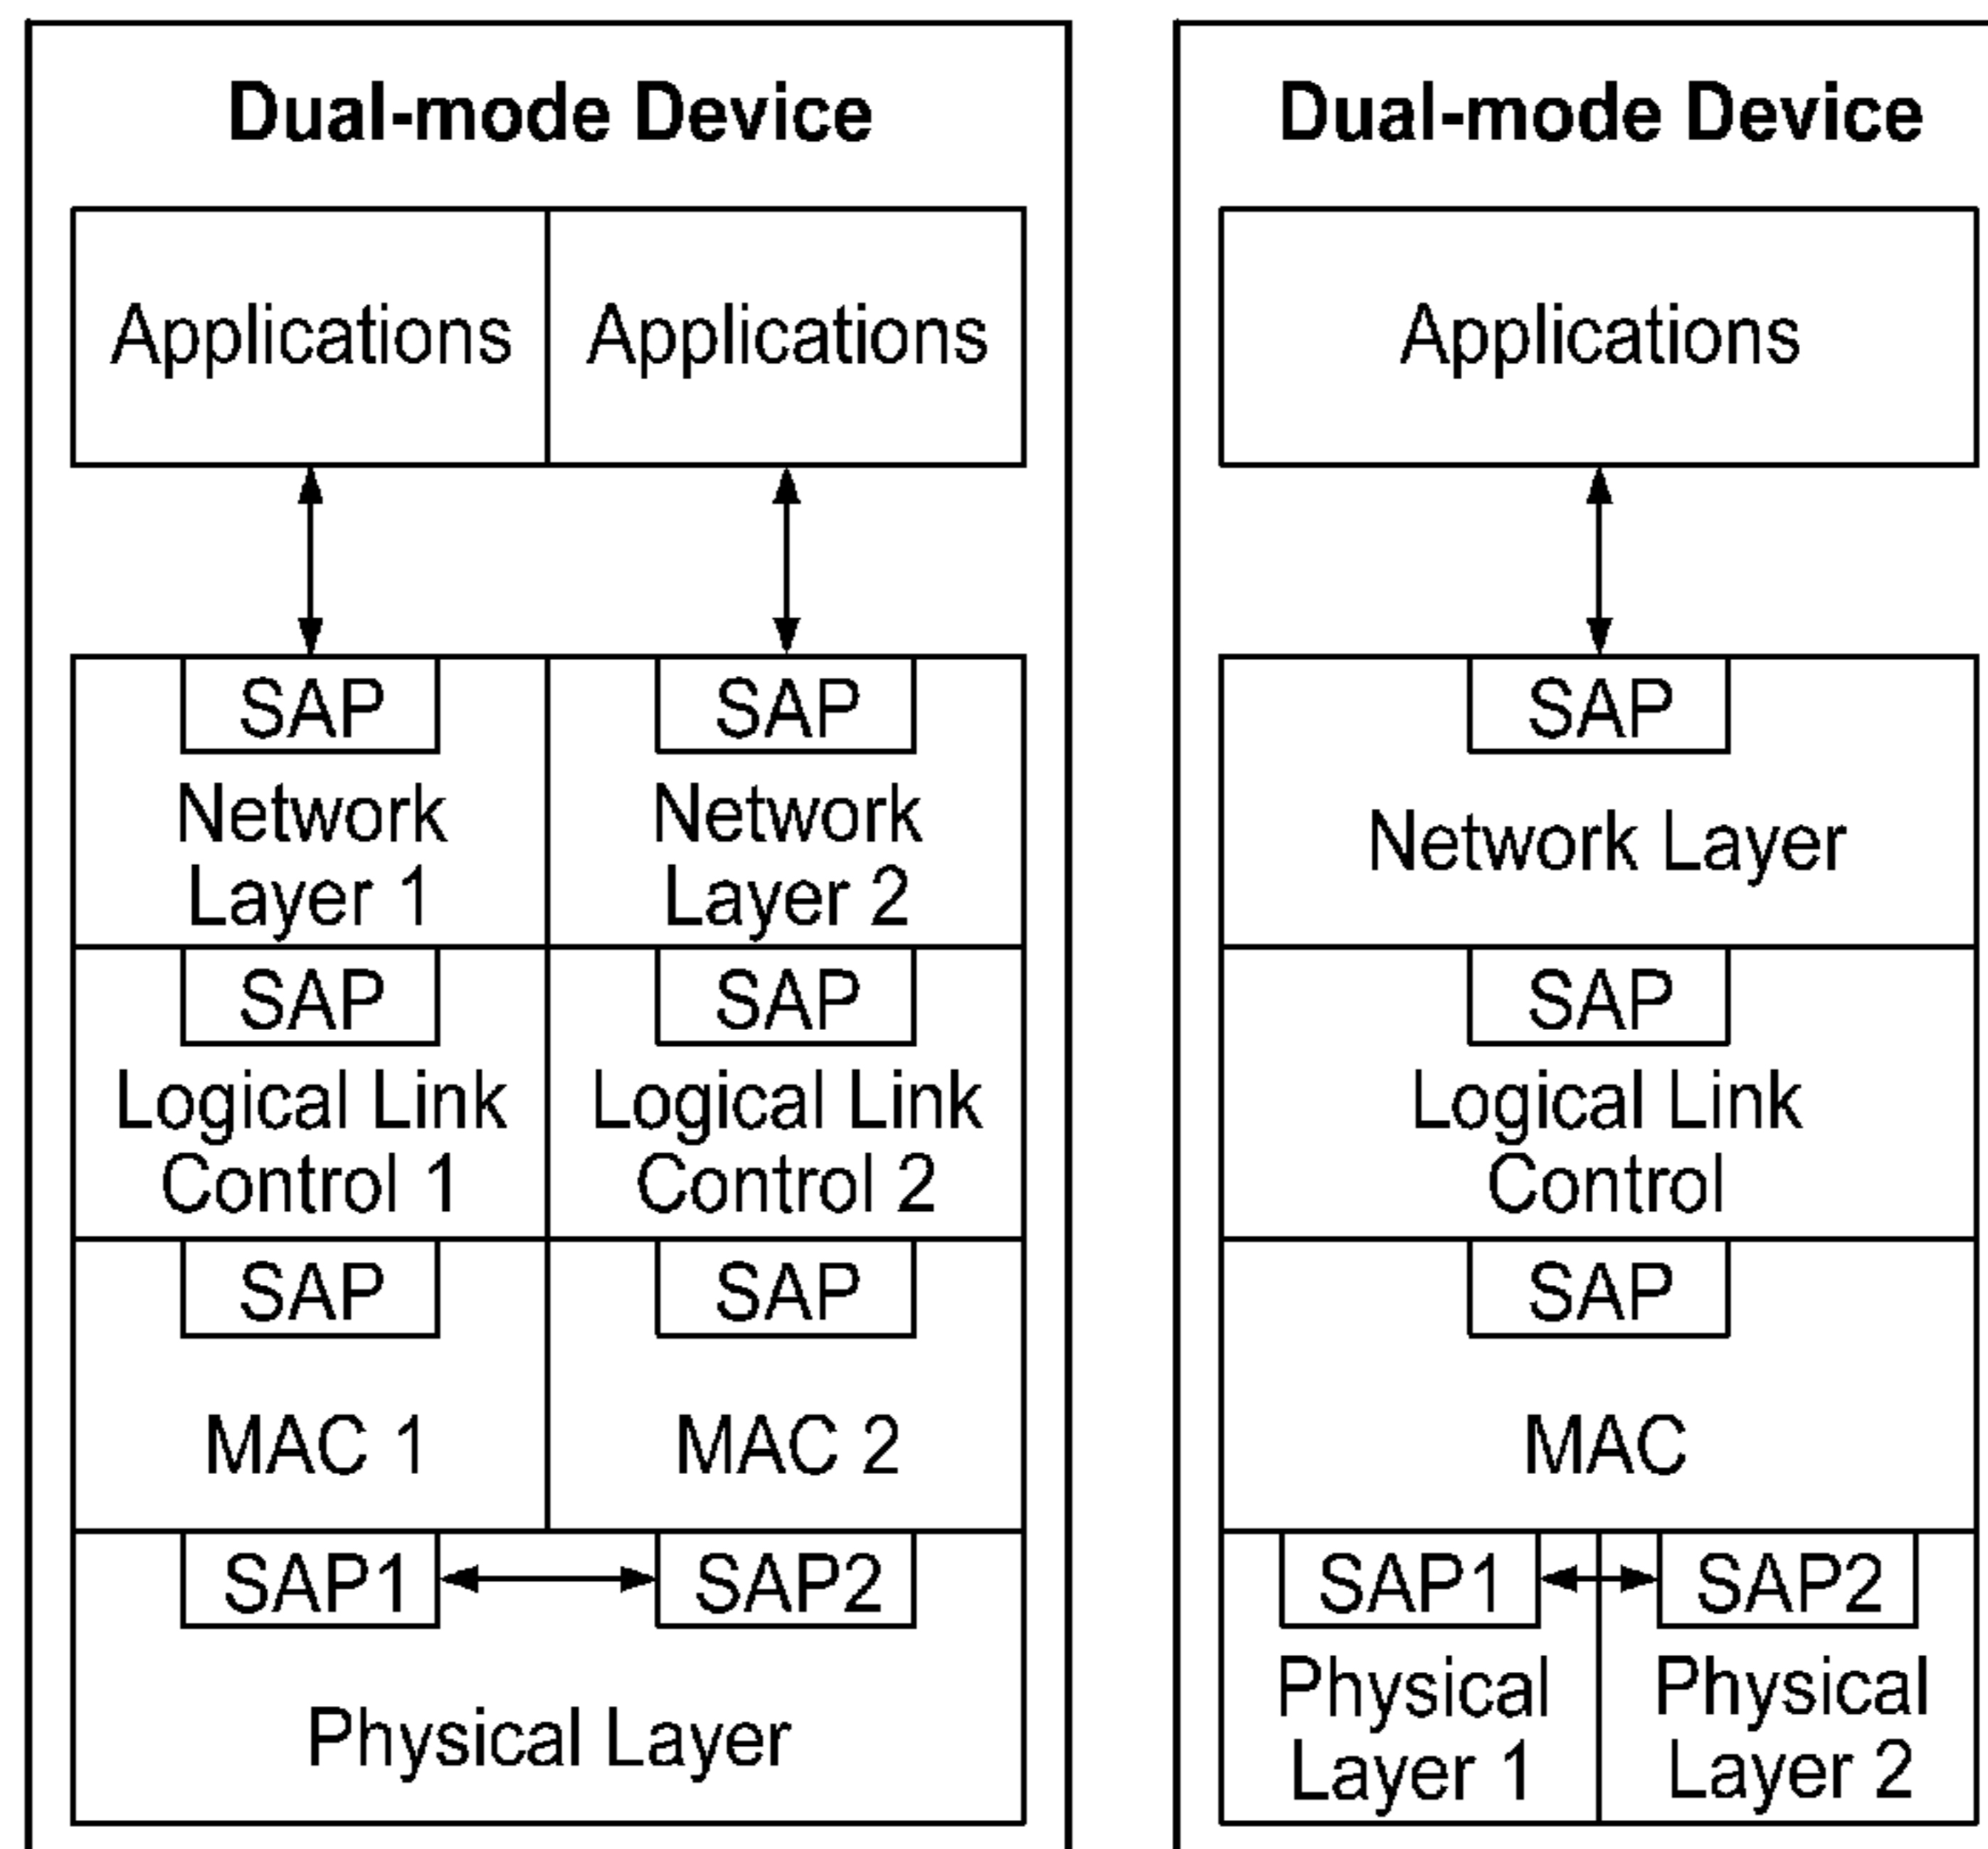 Dual-mode Device
Applications
Applications
SAP
SAP
Network
Layer 1
Network
Layer 2
SAP
SAP
Logical Link
Control 1
Logical Link
Control 2
SAP
SAP
MAC 1
MAC 2
SAP1
SAP2
Physical Layer
Dual-mode Device
Applications
SAP
Network Layer
SAP
Logical Link
Control
SAP
MAC
SAP1
SAP2
Physical
Layer 1
Physical
Layer 2